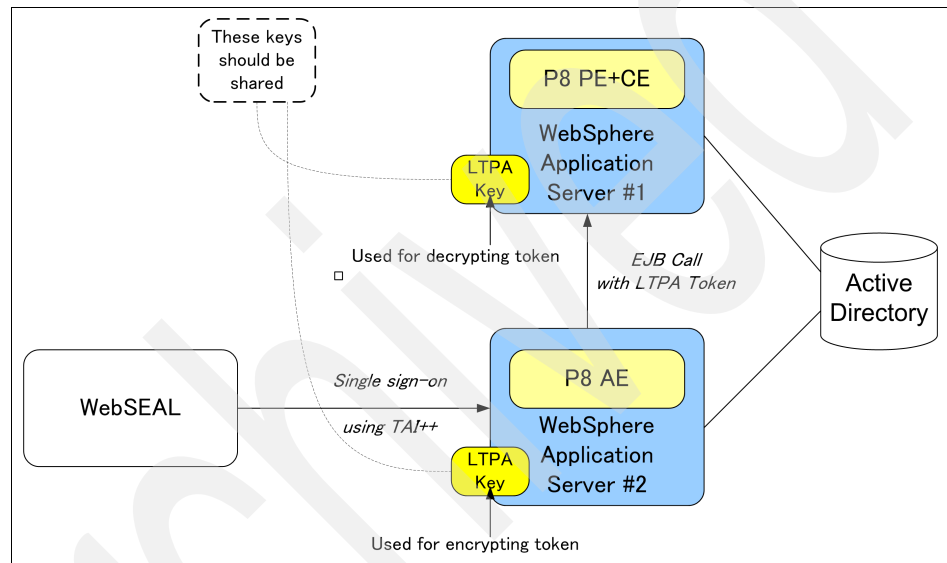 These keys
should be
shared
P8 PE+CE
WebSphere
Application
Server #1
LTPA
Key
Used for decrypting token
EJB Call
with LTPA Token
Active
Directory
WebSEAL
Single sign-on
using TAI++
P8 AE
WebSphere
Application
Server #2
LTPA
Key
Used for encrypting token